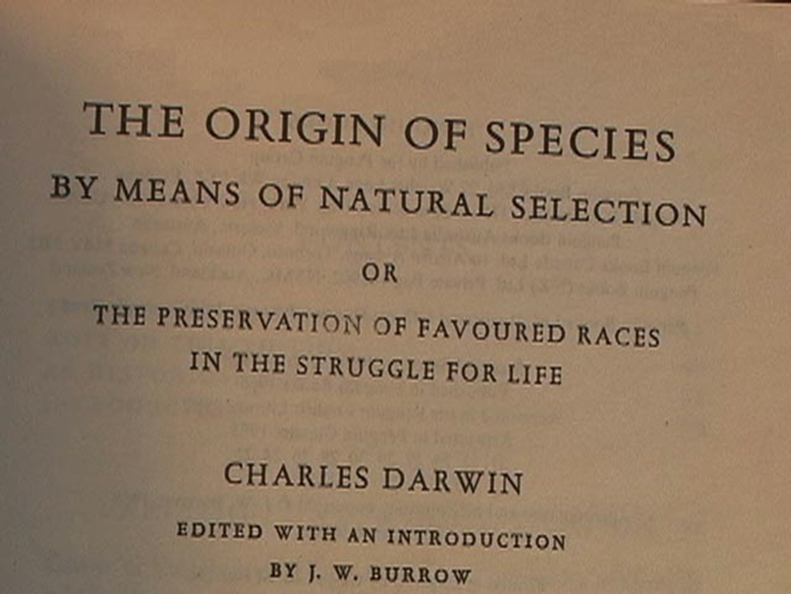 THE ORIGIN OF SPECIES
BY MEANS OF NATURAL SELECTION
OR
THE PRESERVATION OF FAVOURED RACES
IN THE STRUGGLE FOR LIFE
CHARLES DARWIN
EDITED WITH AN INTRODUCTION
BY J. W. BURROW